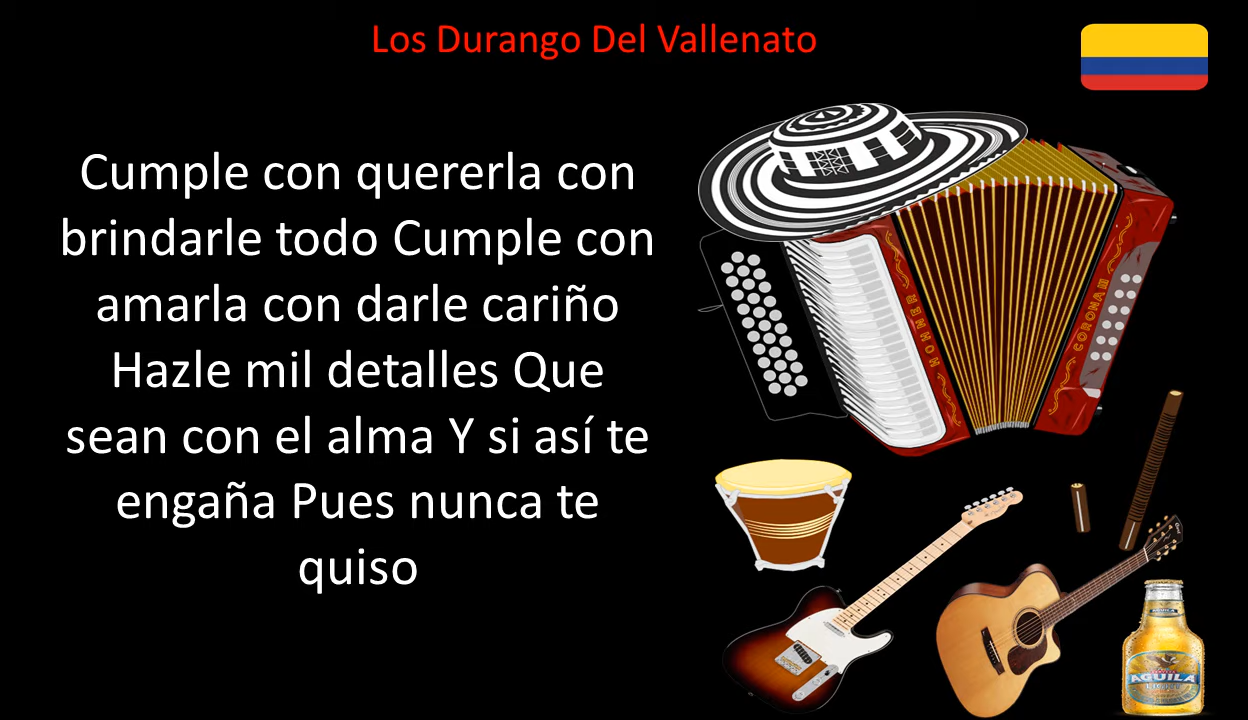 Los Durango Del Vallenato
Cumple con quererla con
brindarle todo Cumple con
amarla con darle cariño
Hazle mil detalles Que
sean con el alma Y si así te
engaña Pues nunca te
quiso
HOHNER
CORONA III
AGUILA